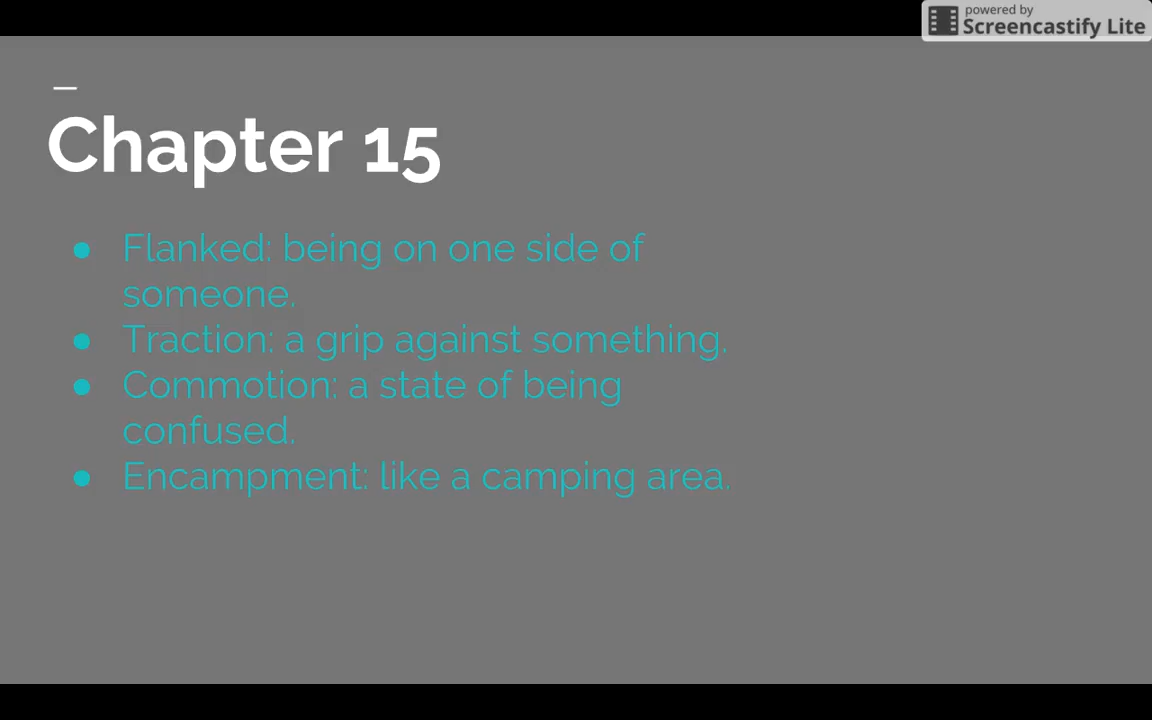 powered by
Screencastify Lite
Chapter 15
● Flanked: being on one side of
someone.
● Traction: a grip against something.
● Commotion: a state of being
confused.
● Encampment: like a camping area.